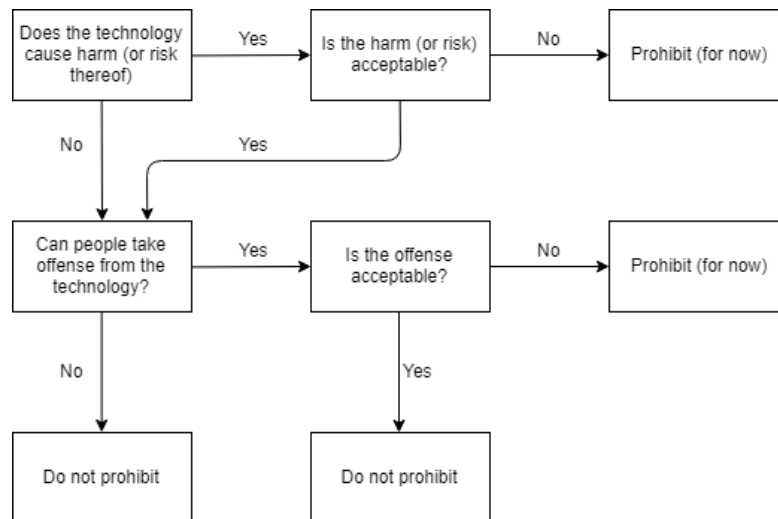 Does the technology
cause harm (or risk
thereof)
Yes
Is the harm (or risk)
acceptable?
No
Prohibit (for now)
No
Yes
Can people take
offense from the
technology?
Yes
Is the offense
acceptable?
No
Prohibit (for now)
No
Yes
Do not prohibit
Do not prohibit